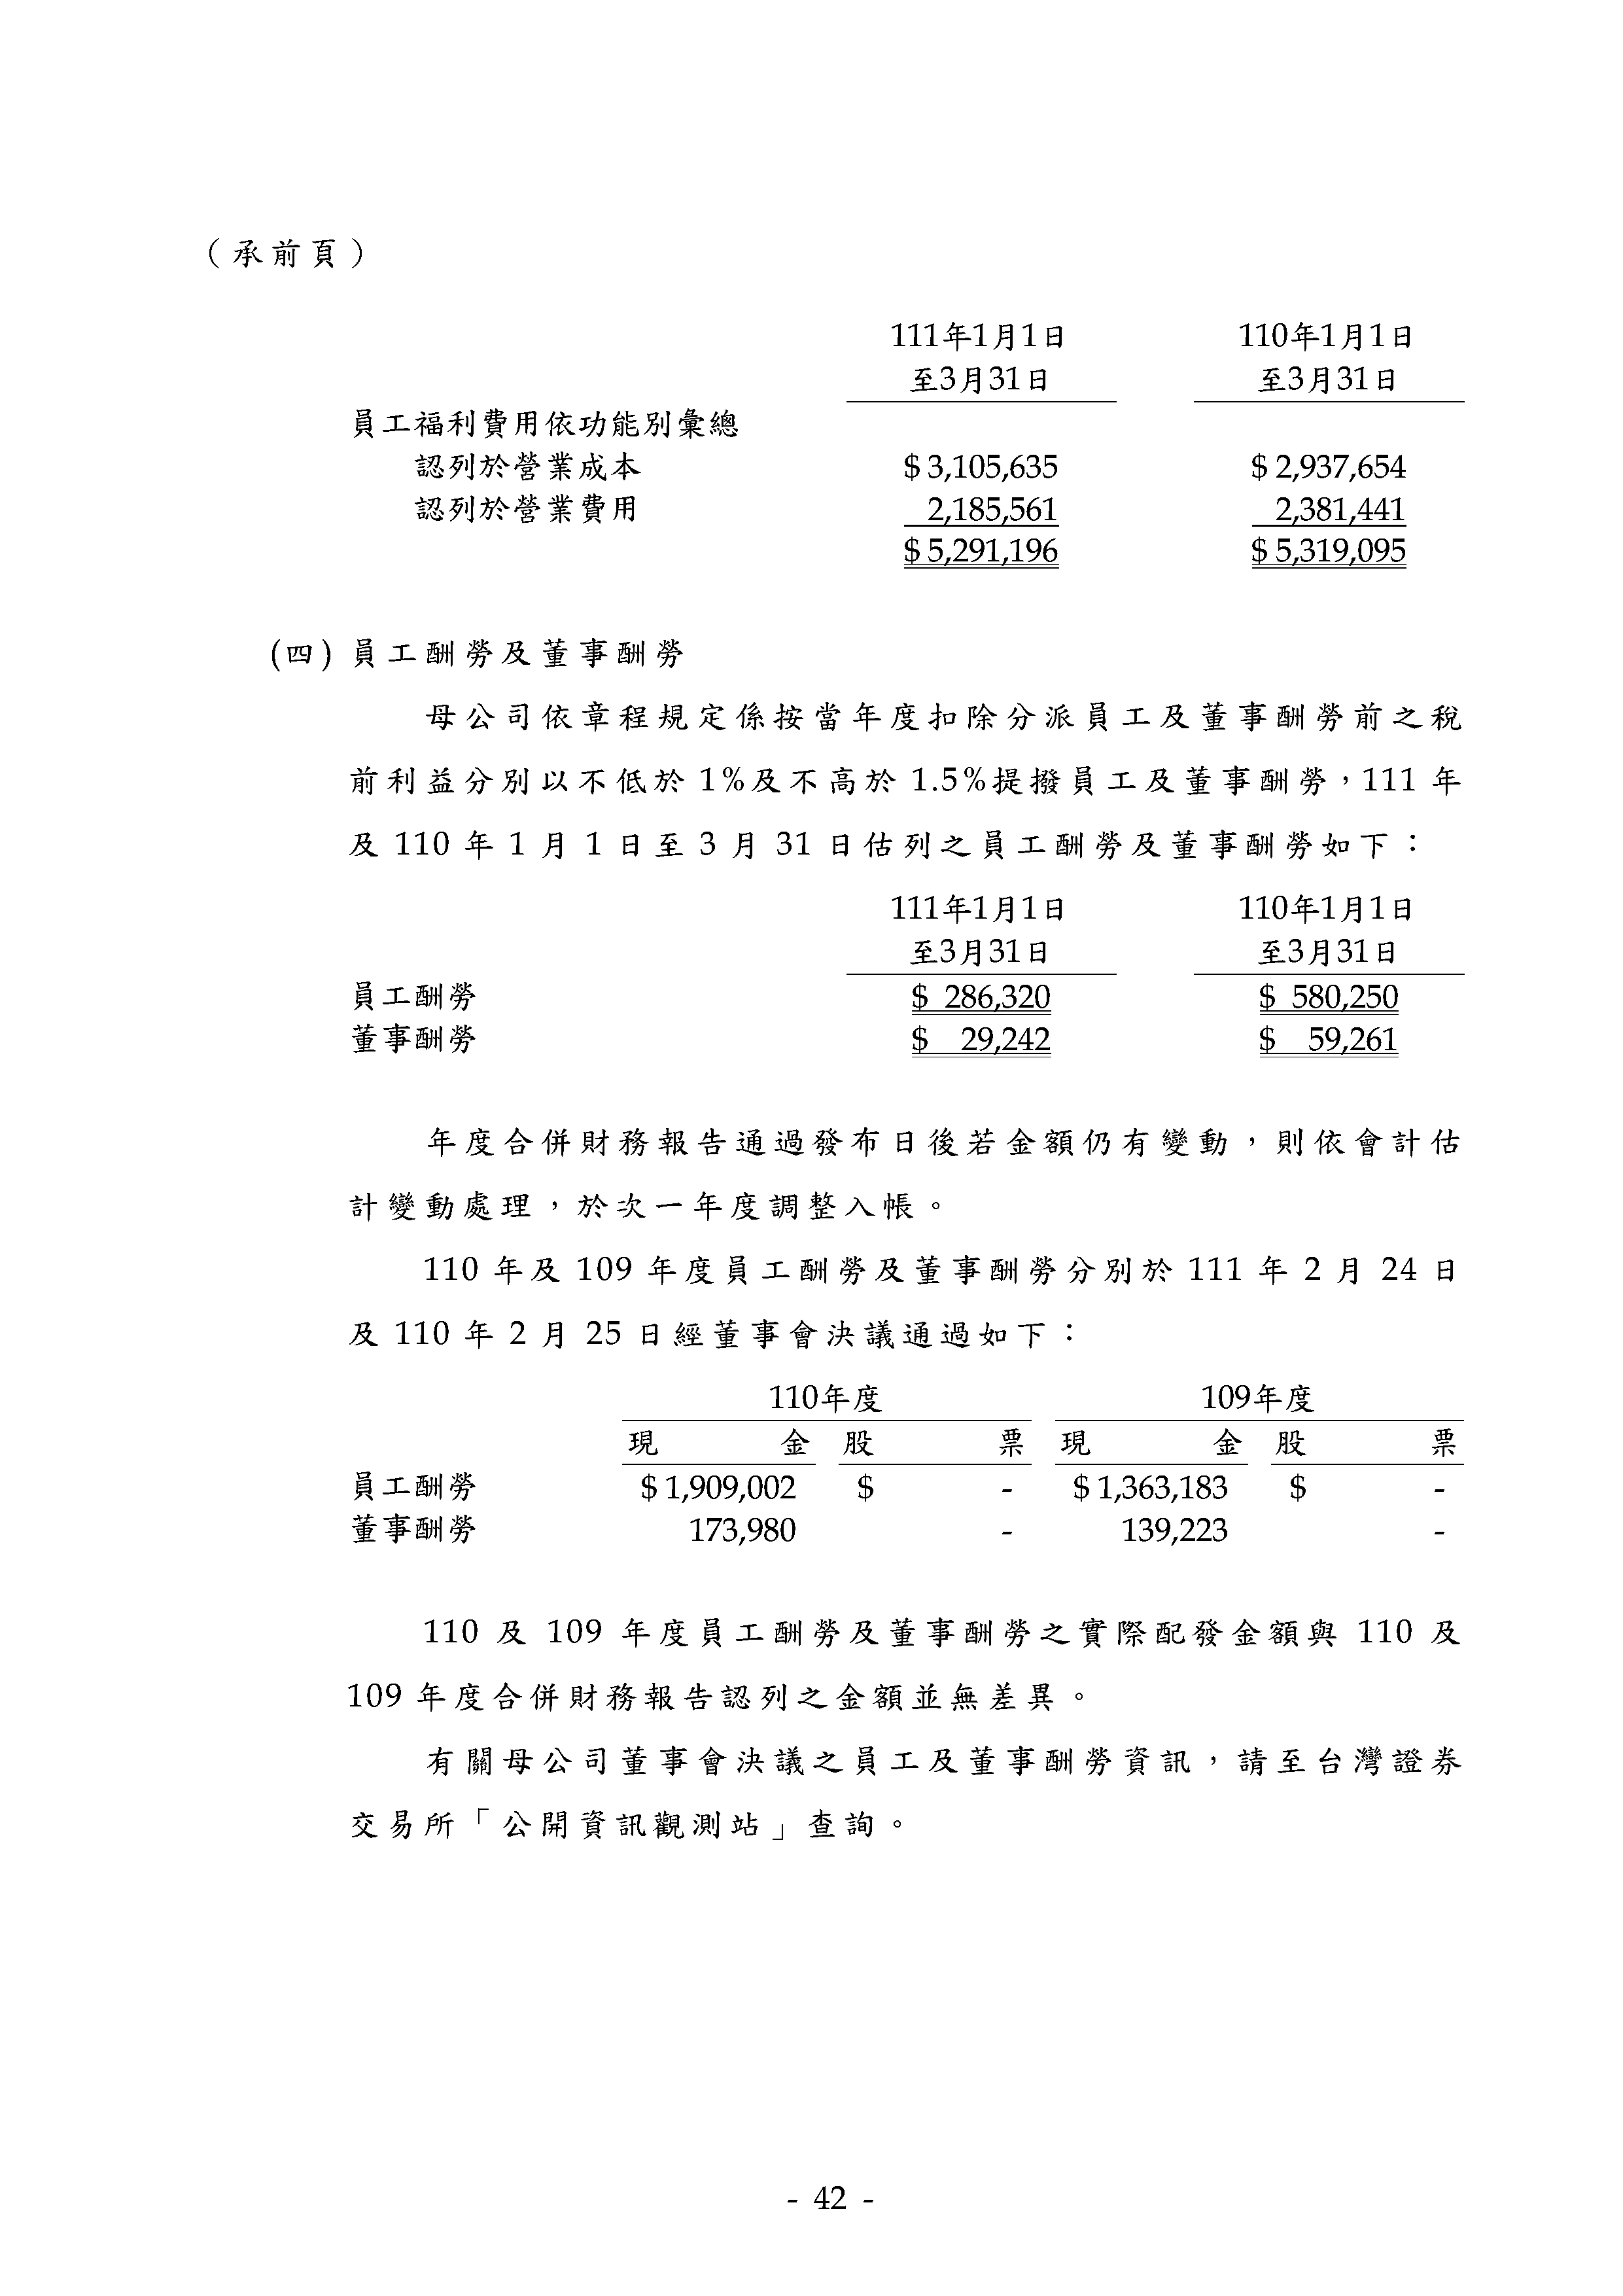 （承前頁）
111年1月1日 110年1月1日
至3月31日 至3月31日
員工福利費用依功能別彙總
認列於營業成本 $ 3,105,635 $ 2,937,654
認列於營業費用 2,185,561 2,381,441
$ 5,291,196 $ 5,319,095
(四) 員工酬勞及董事酬勞
母公司依章程規定係按當年度扣除分派員工及董事酬勞前之稅
前利益分別以不低於 1%及不高於 1.5%提撥員工及董事酬勞，111 年
及 110 年 1 月 1 日至 3 月 31 日估列之員工酬勞及董事酬勞如下：
111年1月1日 110年1月1日
至3月31日 至3月31日
員工酬勞 $ 286,320 $ 580,250
董事酬勞 $ 29,242 $ 59,261
年度合併財務報告通過發布日後若金額仍有變動，則依會計估
計變動處理，於次一年度調整入帳。
110 年及 109 年度員工酬勞及董事酬勞分別於 111 年 2 月 24 日
及 110 年 2 月 25 日經董事會決議通過如下：
110年度 109年度
現 金 股 票 現 金 股 票
員工酬勞 $ 1,909,002 $ - $ 1,363,183 $ -
董事酬勞 173,980 - 139,223 -
110 及 109 年度員工酬勞及董事酬勞之實際配發金額與 110 及
109 年度合併財務報告認列之金額並無差異。
有關母公司董事會決議之員工及董事酬勞資訊，請至台灣證券
交易所「公開資訊觀測站」查詢。
- 42 -